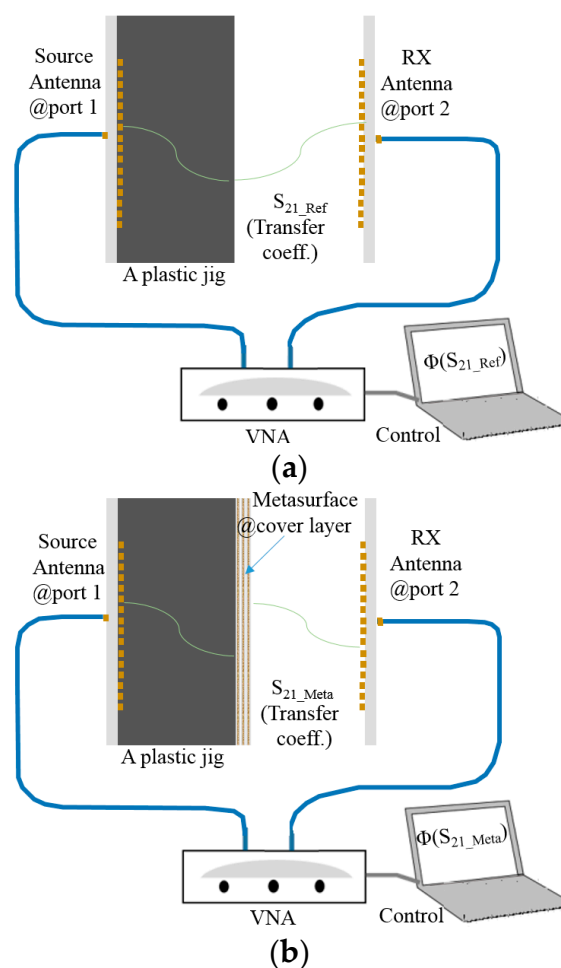 Source
Antenna
@port 1
RX
Antenna
@port 2
S21_Ref
(Transfer
coeff.)
A plastic jig
Φ(S21_Ref)
VNA
Control
(a)
Metasurface
@cover layer
Source
Antenna
@port 1
RX
Antenna
@port 2
S21_Meta
(Transfer
coeff.)
A plastic jig
Φ(S21_Meta)
VNA
Control
(b)